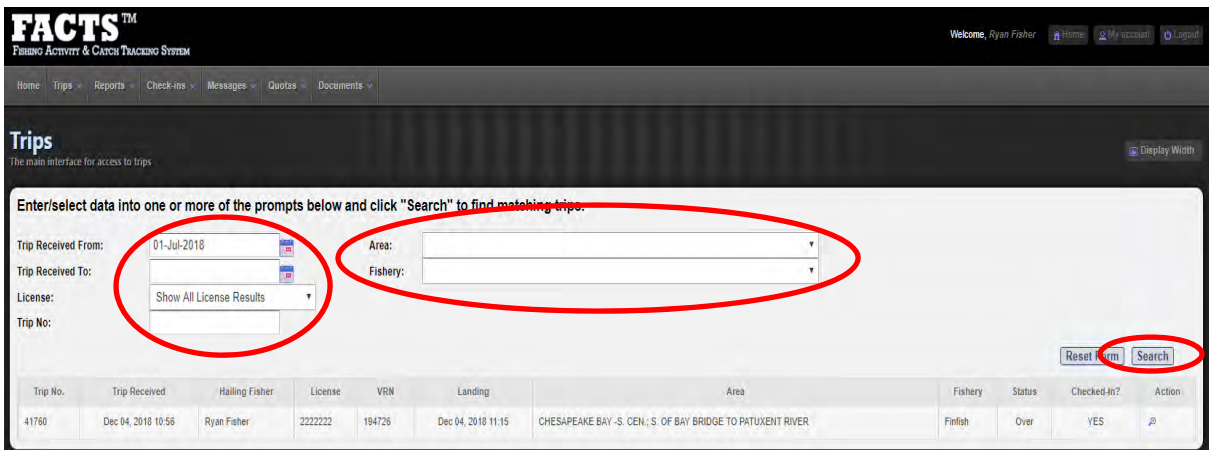 FACTS™
FISHING ACTIVITY & CATCH TRACKING SYSTEM
Welcome, Ryan Fisher Home My account Logout
Home Trips Reports Check-ins Messages Quotas Documents
Trips
The main interface for access to trips
Display Width
Enter/select data into one or more of the prompts below and click "Search" to find matching trips.
Trip Received From: 01-Jul-2018 Area:
Trip Received To: Fishery:
License: Show All License Results
Trip No:
Reset Form Search
Trip No. Trip Received Hailing Fisher License VRN Landing Area Fishery Status Checked-In? Action
41760 Dec 04, 2018 10:56 Ryan Fisher 2222222 194726 Dec 04, 2018 11:15 CHESAPEAKE BAY -S. CEN.; S. OF BAY BRIDGE TO PATUXENT RIVER Finfish Over YES